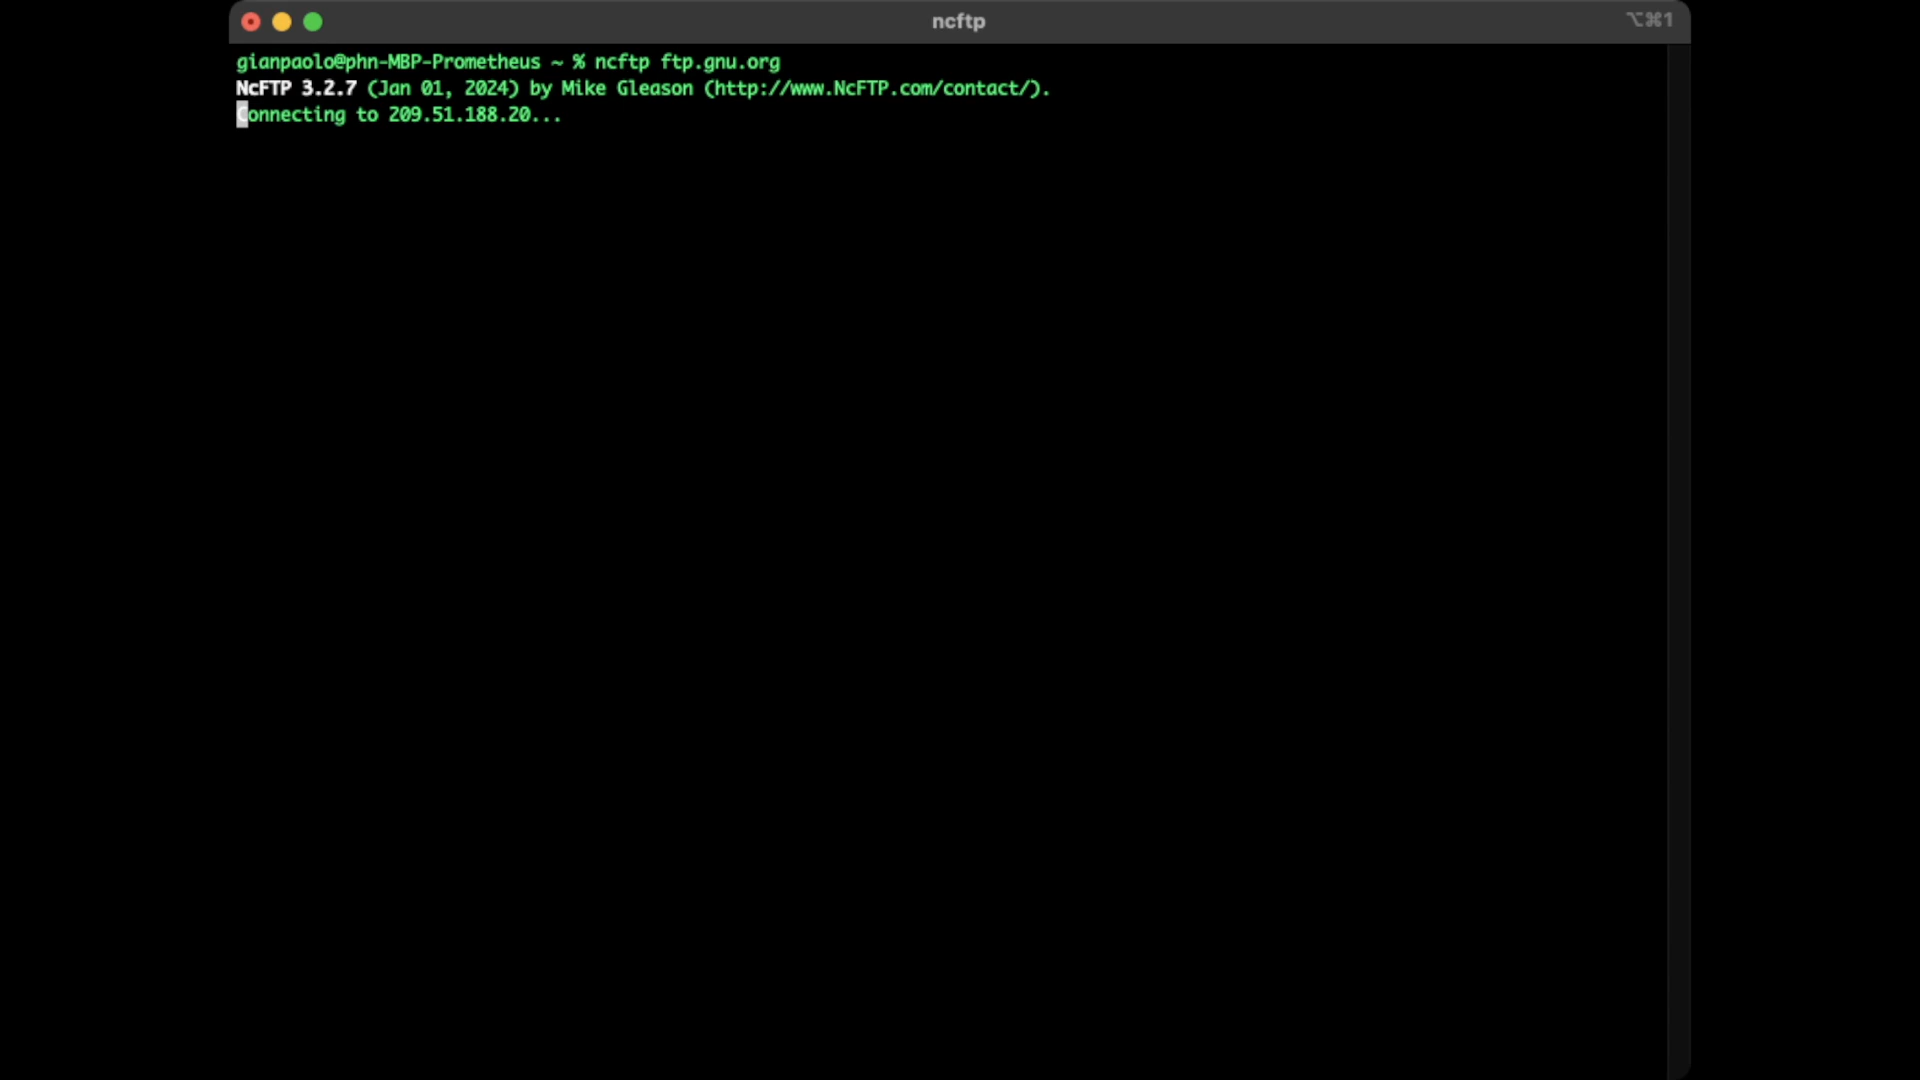 ncftp
⌥⌘1
gianpaolo@phn-MBP-Prometheus ~ % ncftp ftp.gnu.org
NcFTP 3.2.7 (Jan 01, 2024) by Mike Gleason (http://www.NcFTP.com/contact/).
Connecting to 209.51.188.20...